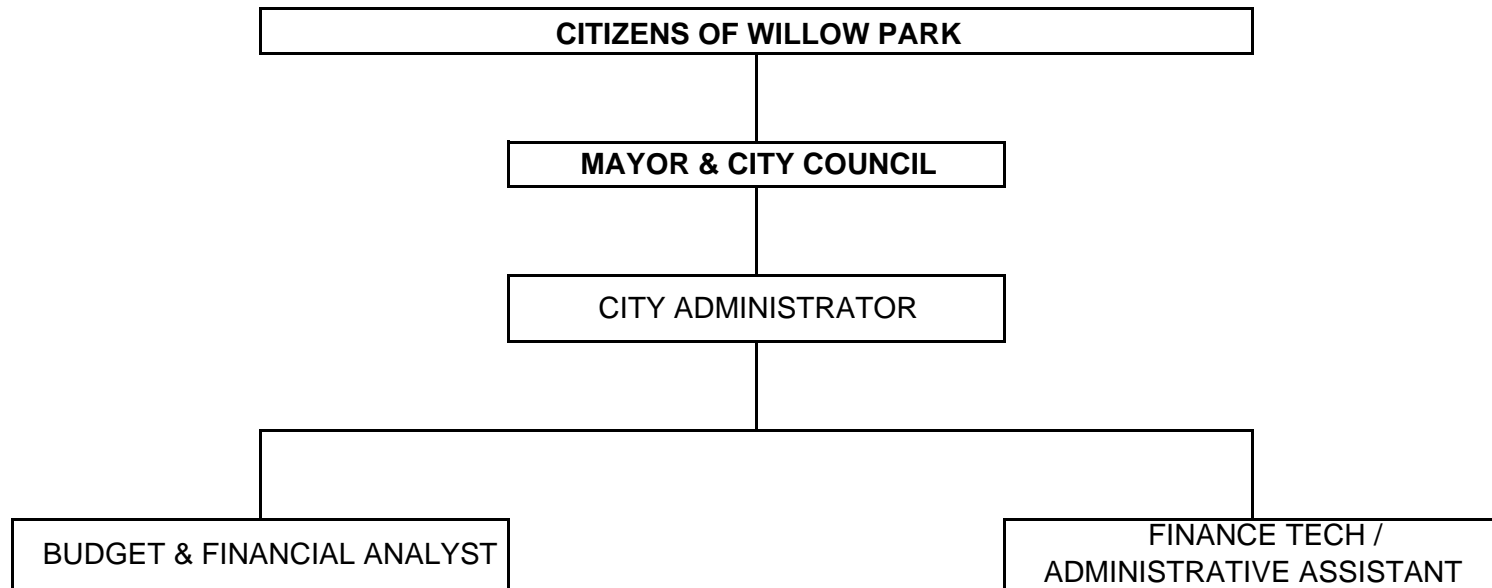 CITIZENS OF WILLOW PARK
MAYOR & CITY COUNCIL
CITY ADMINISTRATOR
BUDGET & FINANCIAL ANALYST
FINANCE TECH /
ADMINISTRATIVE ASSISTANT